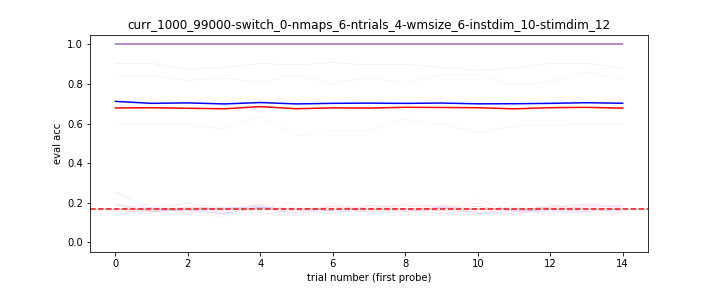 curr_1000_99000-switch_0-nmaps_6-ntrials_4-wmsize_6-instdim_10-stimdim_12
1.0
0.8
0.6
0.4
0.2
0.0
eval acc
0 2 4 6 8 10 12 14
trial number (first probe)